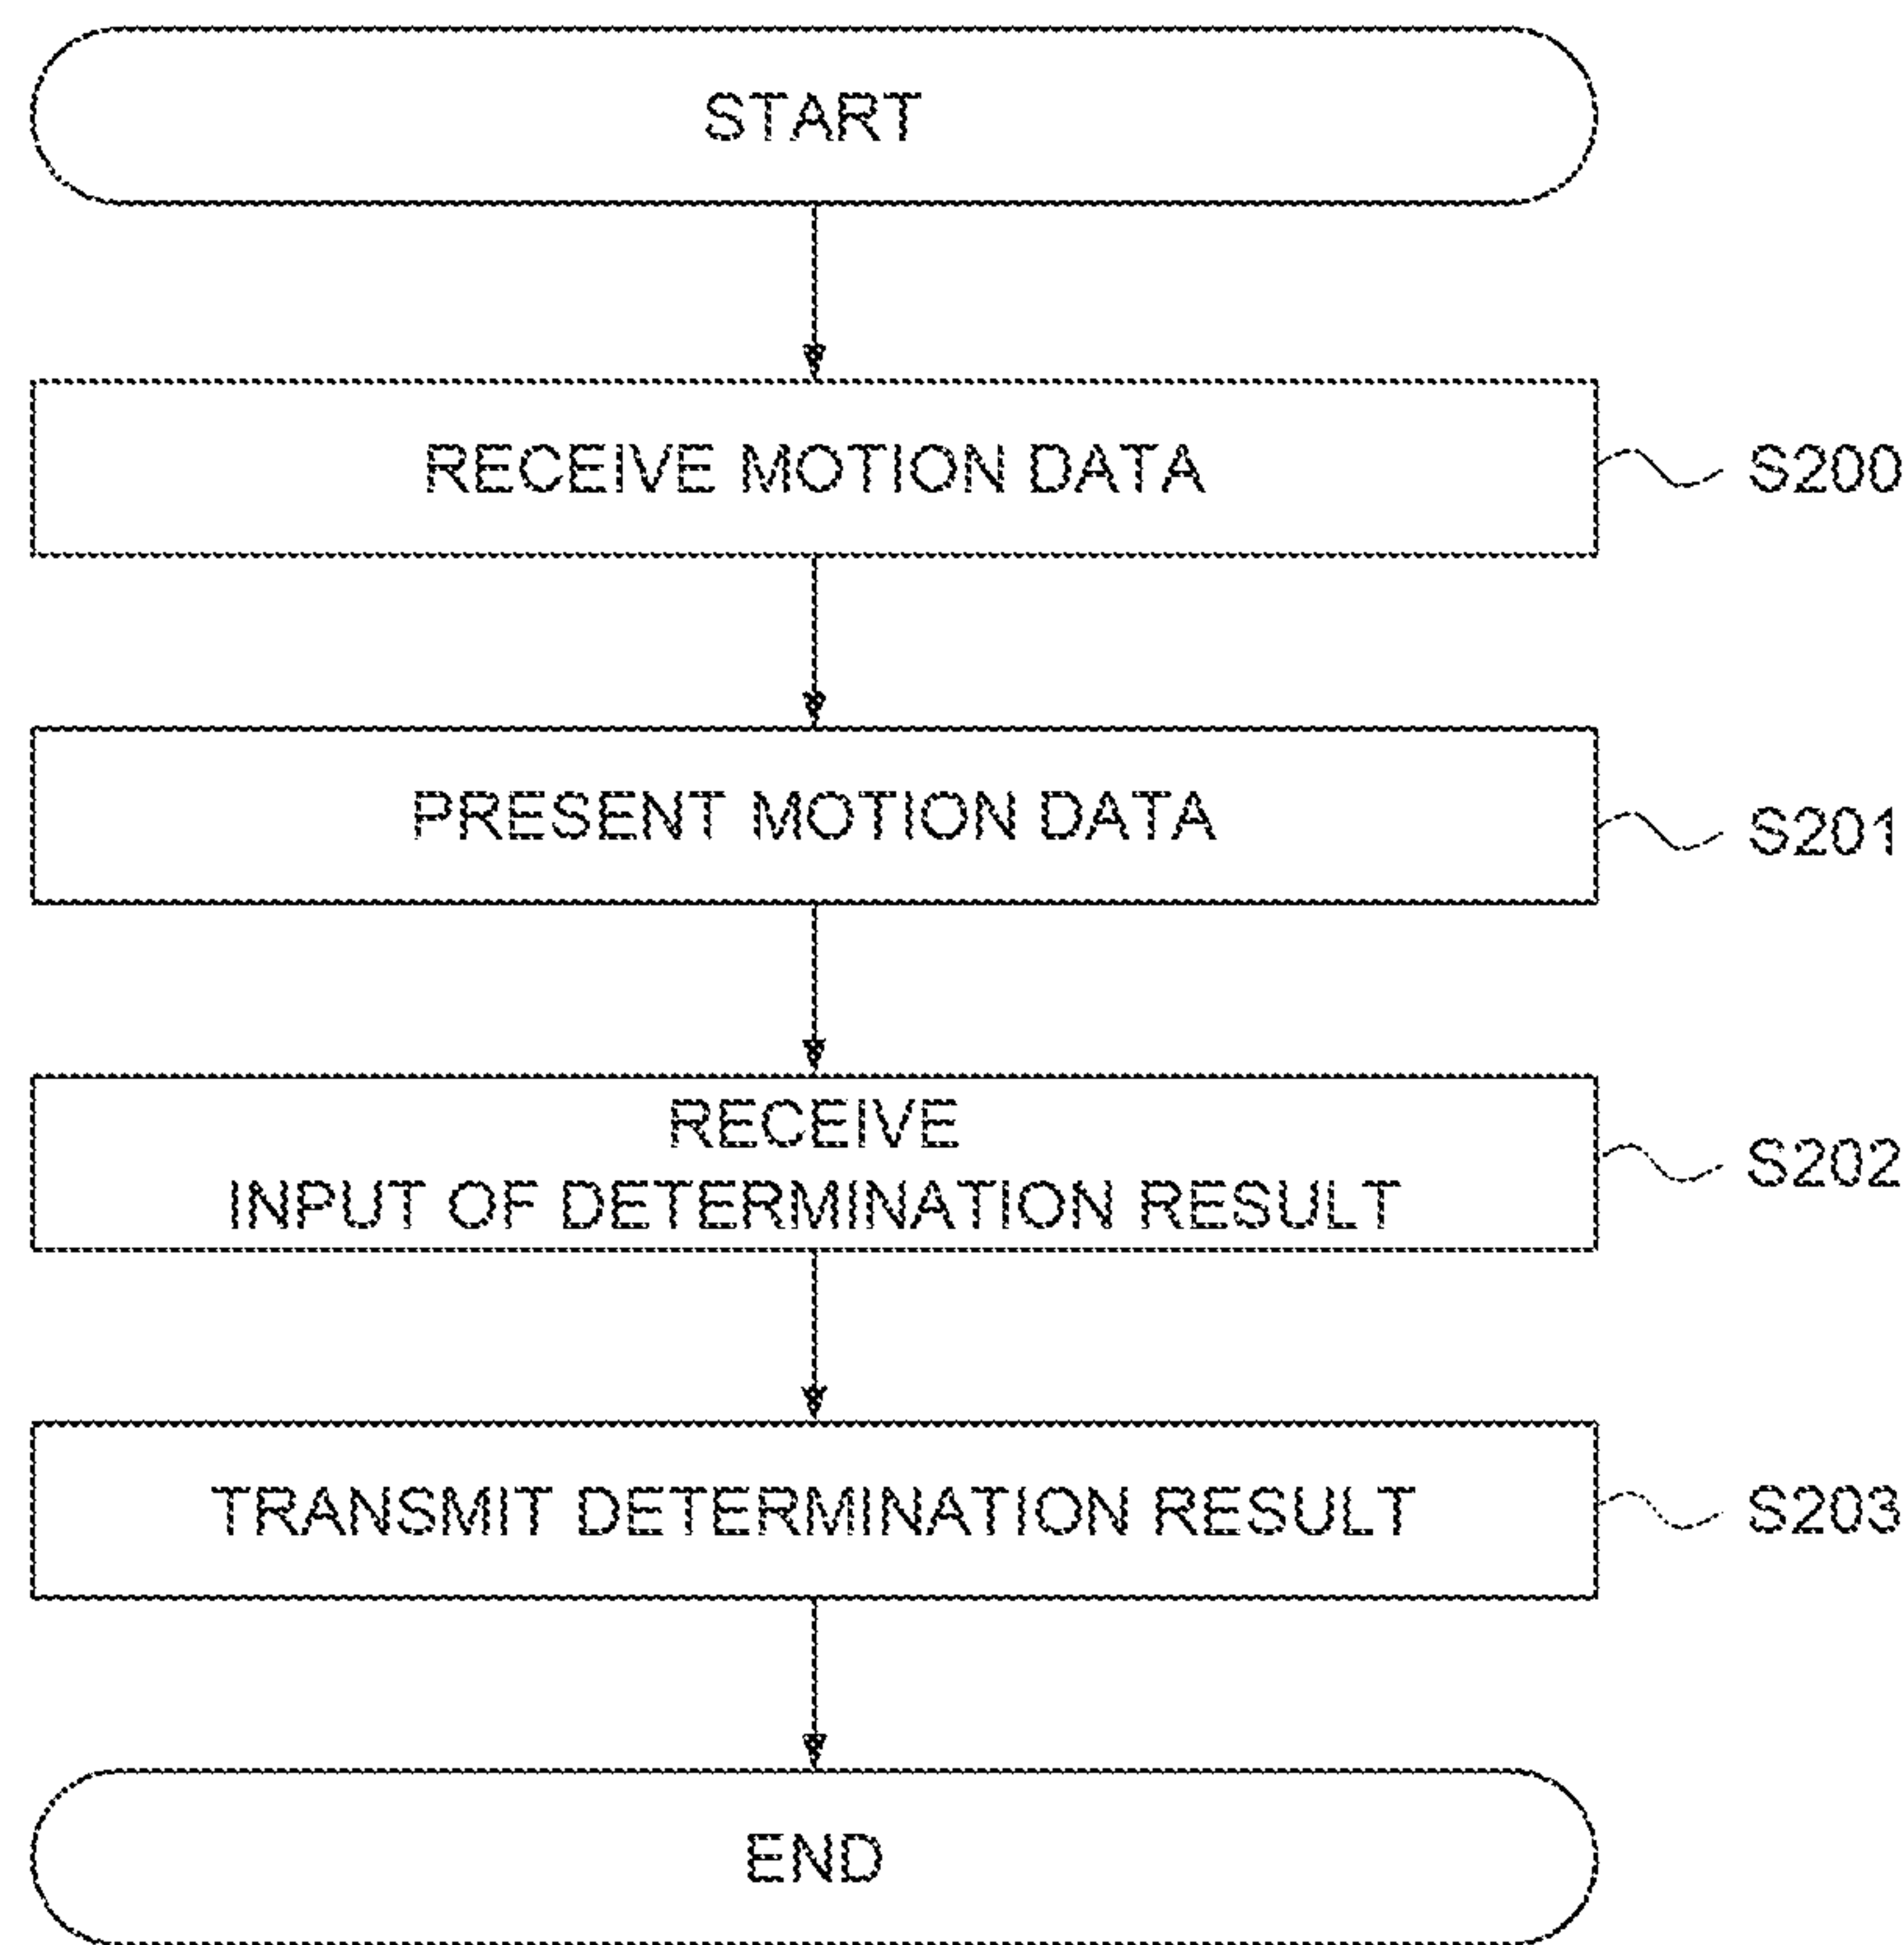 START
RECEIVE MOTION DATA
S200
PRESENT MOTION DATA
S201
RECEIVE
INPUT OF DETERMINATION RESULT
S202
TRANSMIT DETERMINATION RESULT
S203
END